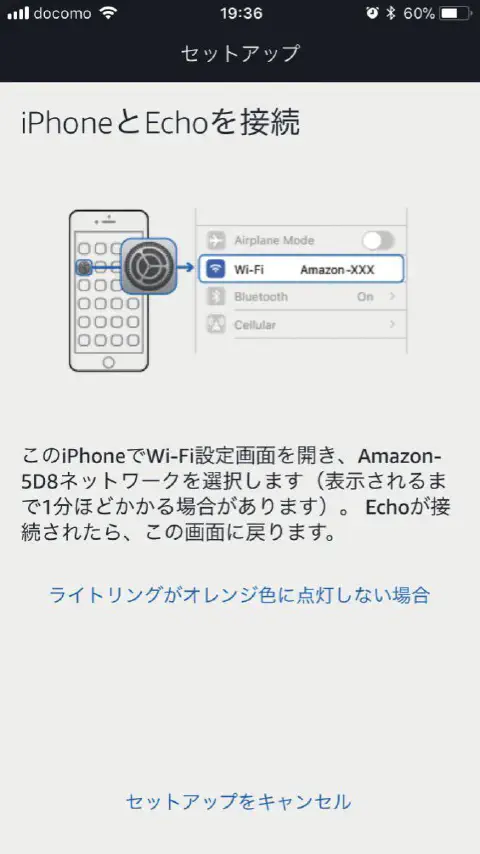 docomo 19:36 60%
セットアップ
iPhoneとEchoを接続
Airplane Mode
Wi-Fi Amazon-XXX
Bluetooth On
Cellular
このiPhoneでWi-Fi設定画面を開き、Amazon-
5D8ネットワークを選択します（表示されるま
で1分ほどかかる場合があります）。 Echoが接
続されたら、この画面に戻ります。
ライトリングがオレンジ色に点灯しない場合
セットアップをキャンセル